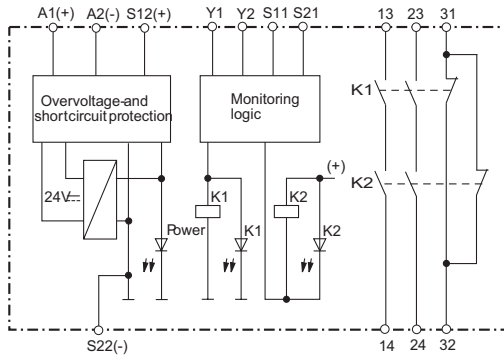 A1(+) A2(-) S12(+) Y1 Y2 S11 S21 13 23 31
Overvoltage-and
shortcircuit protection
Monitoring
logic
K1
(+)
K2
24V
K1 K2
Power K1 K2
S22(-) 14 24 32